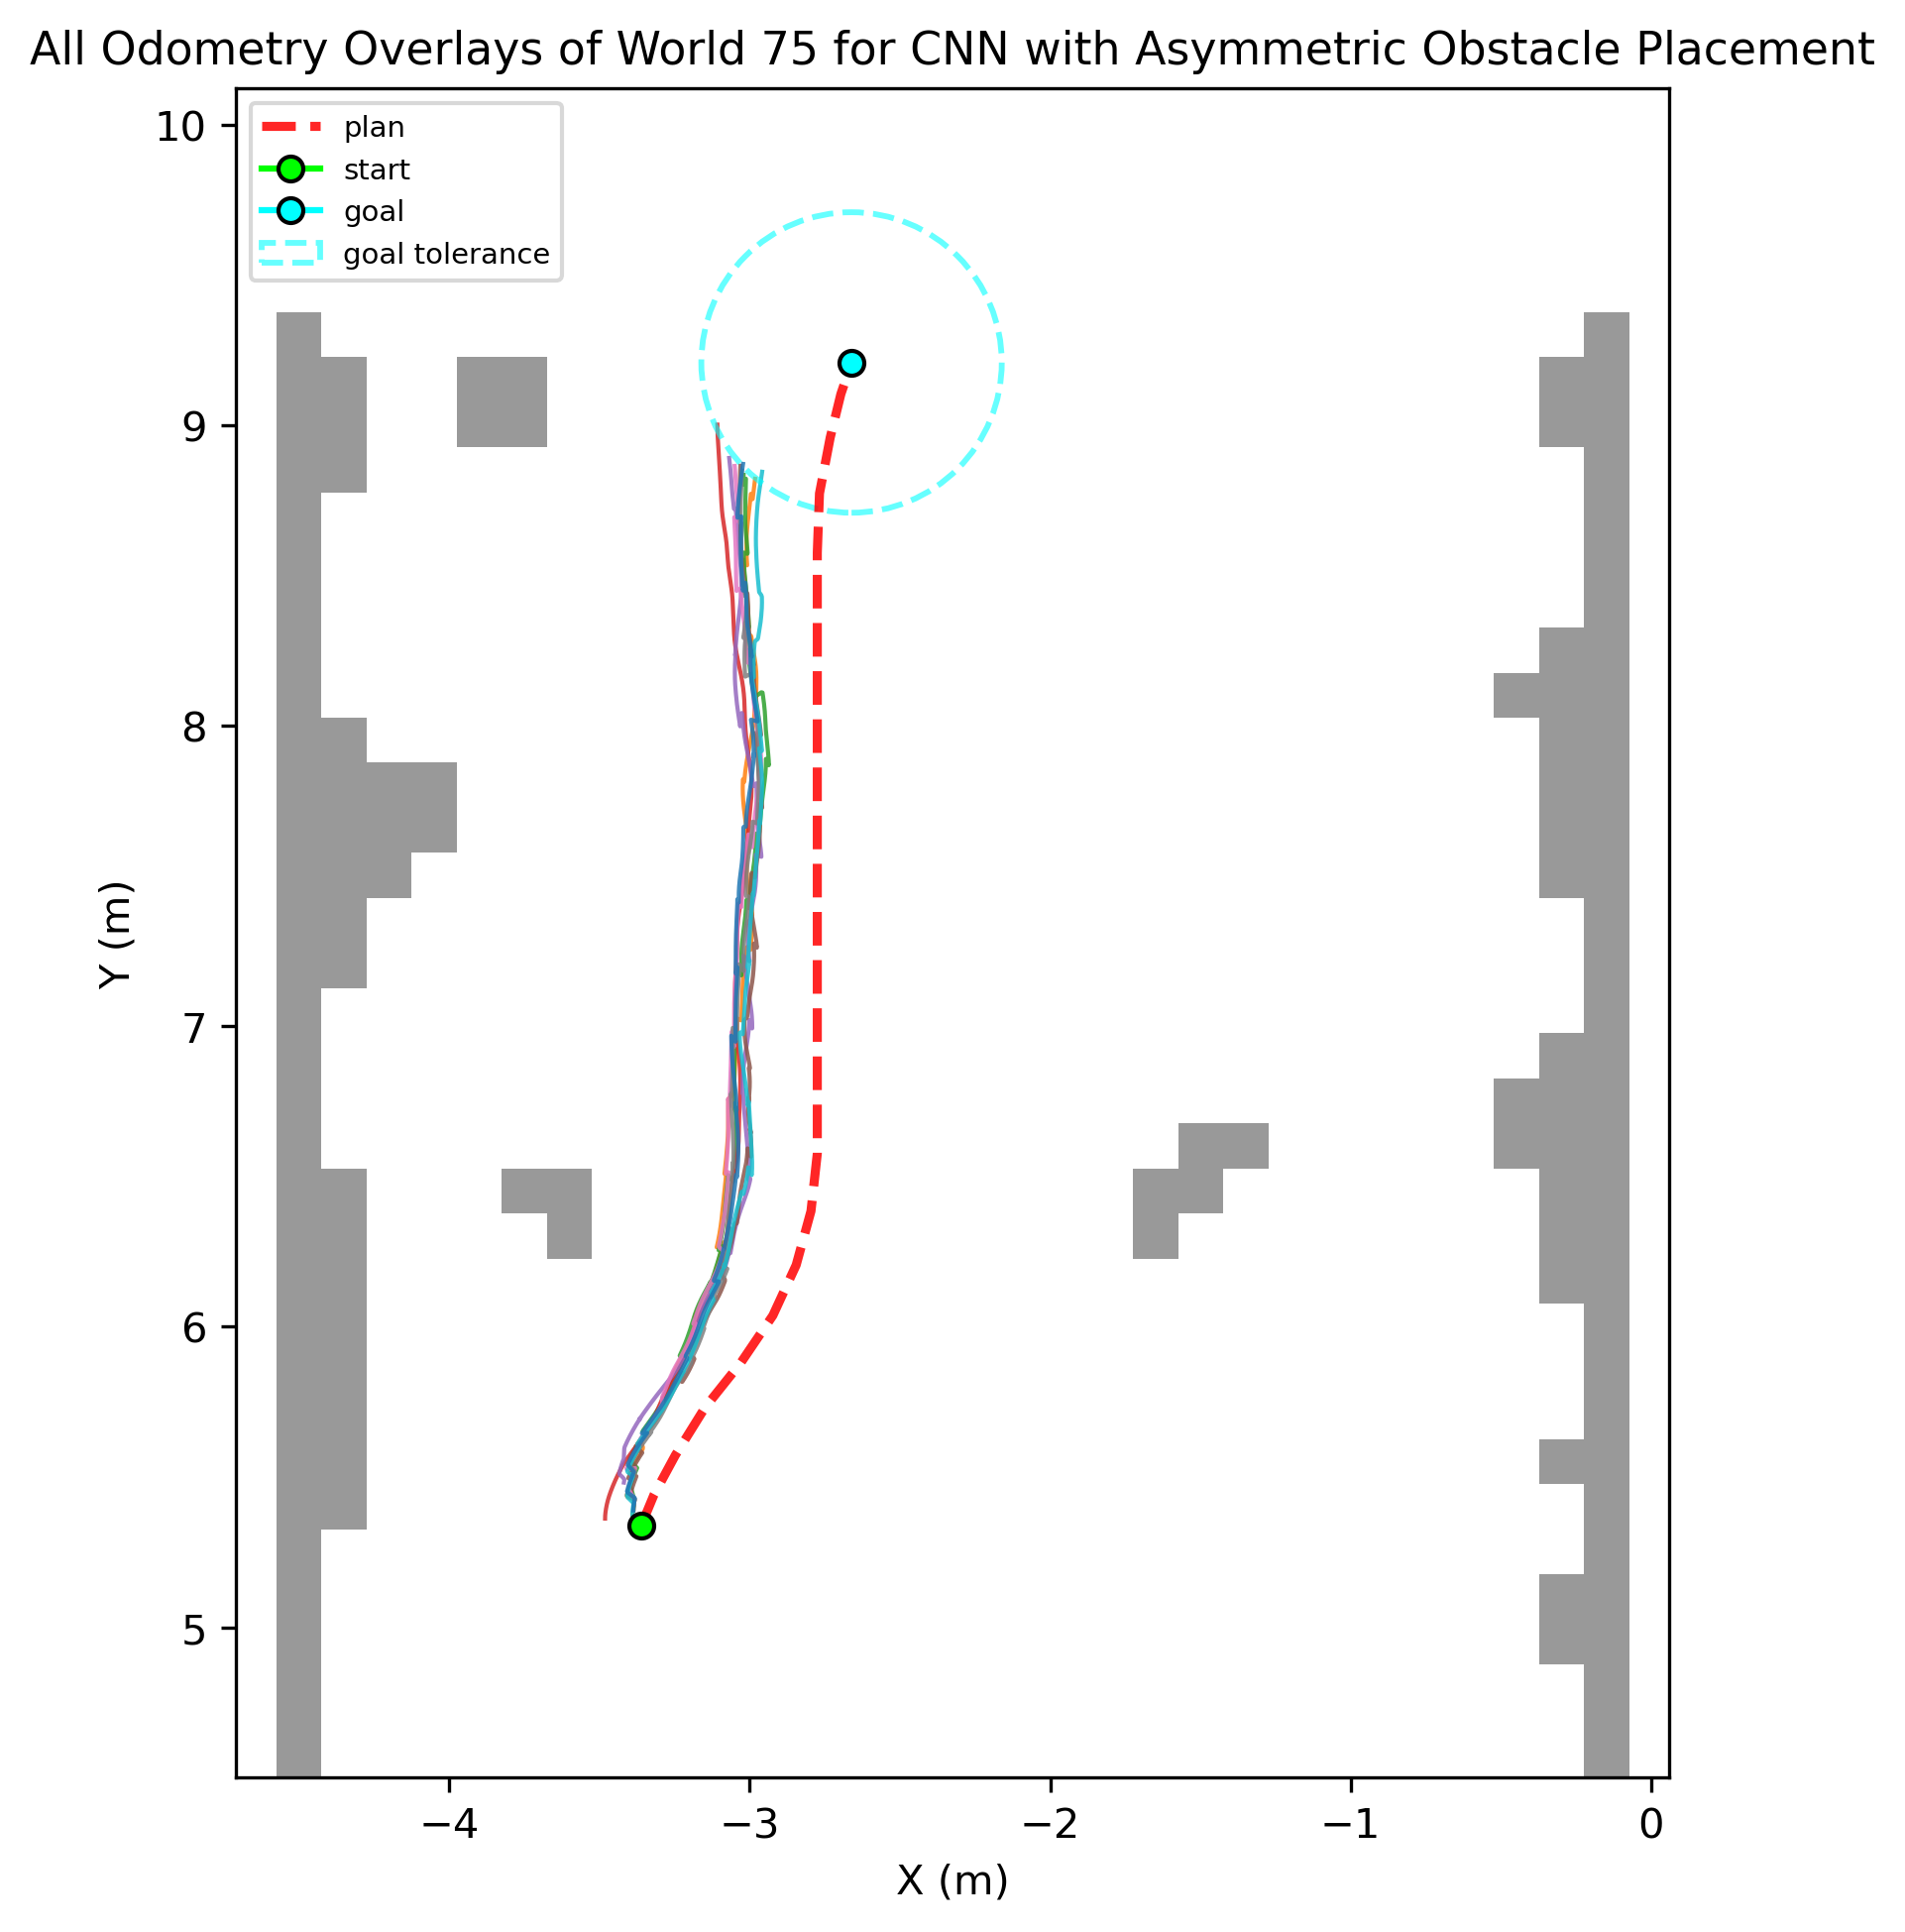 All Odometry Overlays of World 75 for CNN with Asymmetric Obstacle Placement
plan
start
goal
goal tolerance
10
9
8
7
6
5
Y (m)
−4
−3
−2
−1
0
X (m)